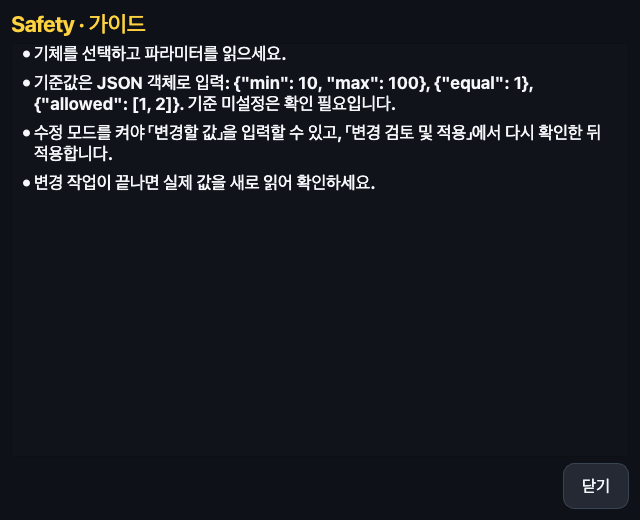 Safety · 가이드
• 기체를 선택하고 파라미터를 읽으세요.
• 기준값은 JSON 객체로 입력: {"min": 10, "max": 100}, {"equal": 1},
{"allowed": [1, 2]}. 기준 미설정은 확인 필요입니다.
• 수정 모드를 켜야 「변경할 값」을 입력할 수 있고, 「변경 검토 및 적용」에서 다시 확인한 뒤
적용합니다.
• 변경 작업이 끝나면 실제 값을 새로 읽어 확인하세요.
닫기